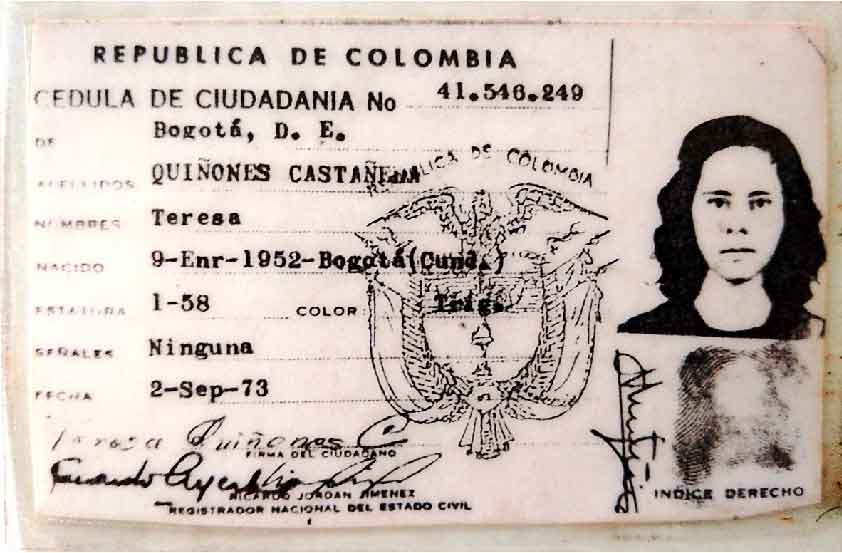 REPUBLICA DE COLOMBIA
CEDULA DE CIUDADANIA No 41.546.249
DE Bogotá, D. E.
APELLIDOS QUIÑONES CASTAÑEDA
REPUBLICA DE COLOMBIA
NOMBRES Teresa
NACIDO 9-Enr-1952-Bogotá(Cund.)
ESTATURA 1-58 COLOR Trig.
SEÑALES Ninguna
FECHA 2-Sep-73
Teresa Quiñones C
FIRMA DEL CIUDADANO
RICARDO JORDAN JIMENEZ
REGISTRADOR NACIONAL DEL ESTADO CIVIL
INDICE DERECHO